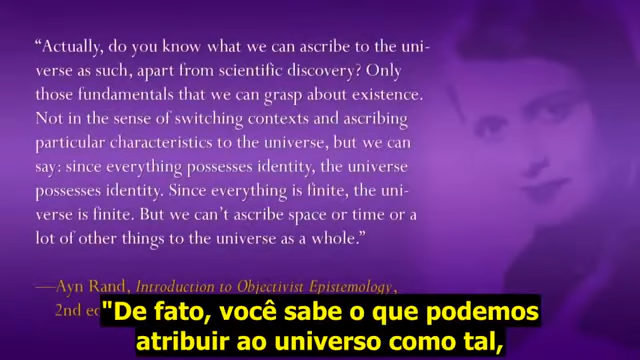 “Actually, do you know what we can ascribe to the uni-
verse as such, apart from scientific discovery? Only
those fundamentals that we can grasp about existence.
Not in the sense of switching contexts and ascribing
particular characteristics to the universe, but we can
say: since everything possesses identity, the universe
possesses identity. Since everything is finite, the uni-
verse is finite. But we can’t ascribe space or time or a
lot of other things to the universe as a whole.”
—Ayn Rand, Introduction to Objectivist Epistemology,
2nd
"De fato, você sabe o que podemos
atribuir ao universo como tal,